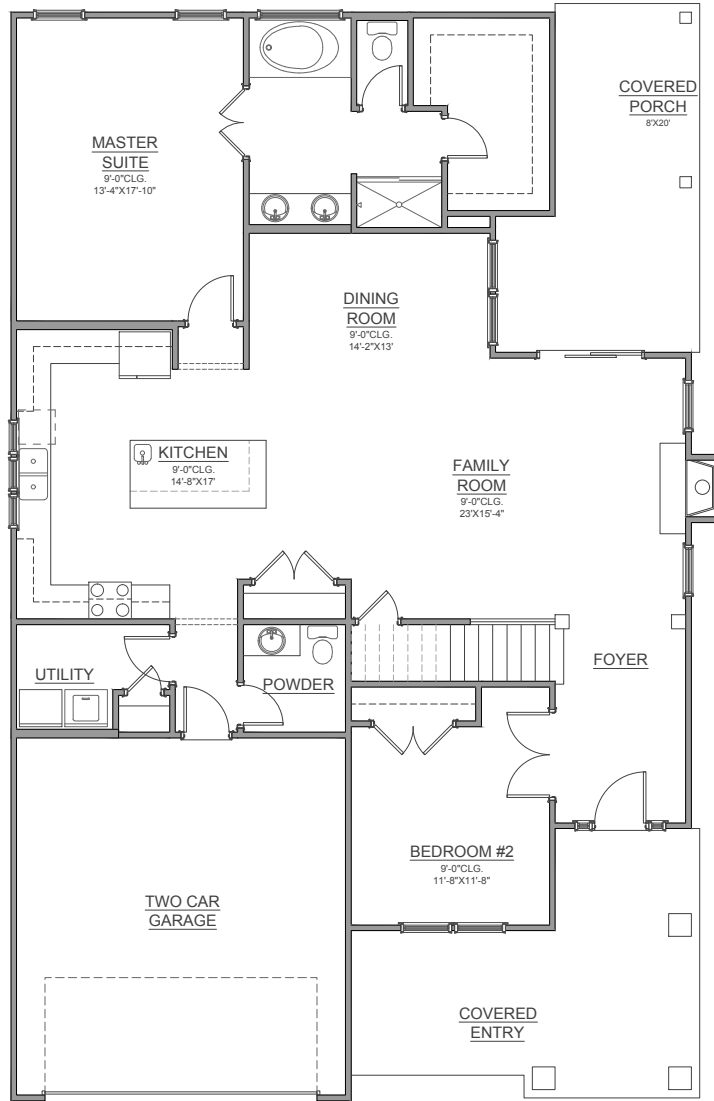 COVERED
PORCH
8'X20'
MASTER
SUITE
9'-0"CLG.
13'-4"X17'-10"
DINING
ROOM
9'-0"CLG.
14'-2"X13'
KITCHEN
9'-0"CLG.
14'-8"X17'
FAMILY
ROOM
9'-0"CLG.
23'X15'-4"
UTILITY
POWDER
FOYER
BEDROOM #2
9'-0"CLG.
11'-8"X11'-8"
TWO CAR
GARAGE
COVERED
ENTRY